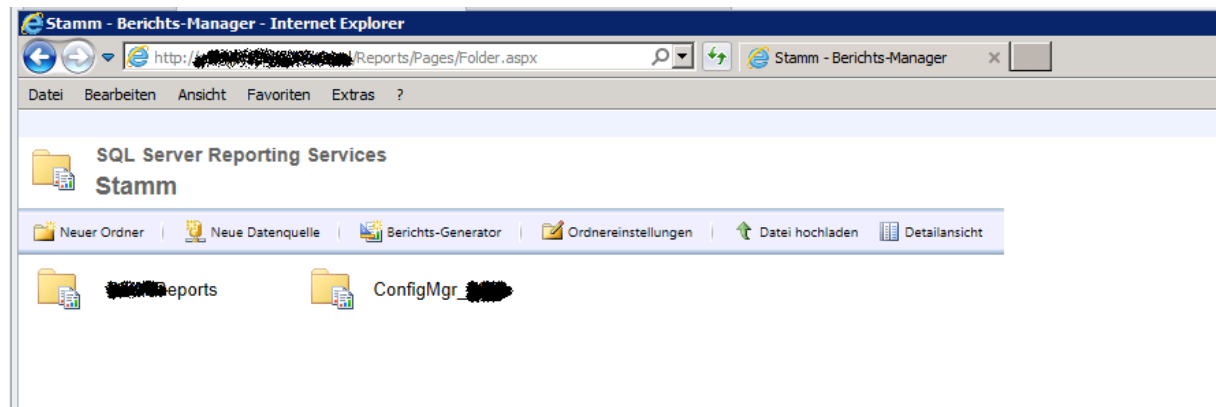 Stamm - Berichts-Manager - Internet Explorer
http:/ /Reports/Pages/Folder.aspx
Stamm - Berichts-Manager
Datei Bearbeiten Ansicht Favoriten Extras ?
SQL Server Reporting Services
Stamm
Neuer Ordner Neue Datenquelle Berichts-Generator Ordnereinstellungen Datei hochladen Detailansicht
eports ConfigMgr_